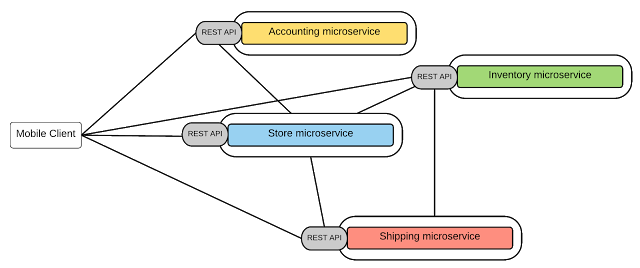 REST API
Accounting microservice
REST API
Inventory microservice
Mobile Client
REST API
Store microservice
REST API
Shipping microservice